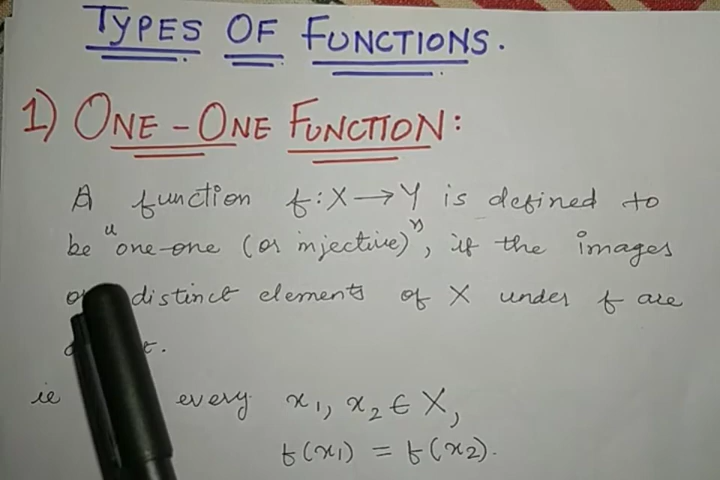 TYPES OF FUNCTIONS.
1) ONE-ONE FUNCTION:
A function f:X→Y is defined to
be "one-one (or injective)", if the images
distinct elements of X under f are
ie every x₁, x₂ ∈ X,
f(x₁) = f(x₂).